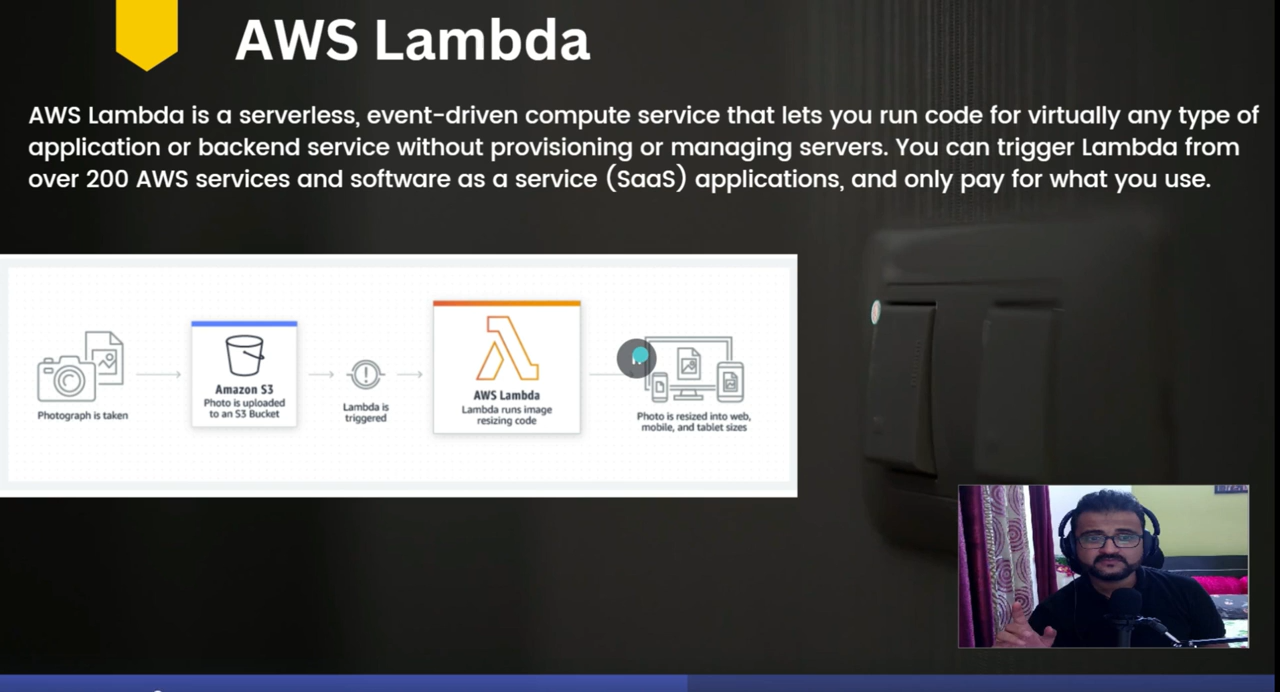 AWS Lambda
AWS Lambda is a serverless, event-driven compute service that lets you run code for virtually any type of
application or backend service without provisioning or managing servers. You can trigger Lambda from
over 200 AWS services and software as a service (SaaS) applications, and only pay for what you use.
Photograph is taken
Amazon S3
Photo is uploaded
to an S3 Bucket
Lambda is
triggered
AWS Lambda
Lambda runs image
resizing code
Photo is resized into web,
mobile, and tablet sizes